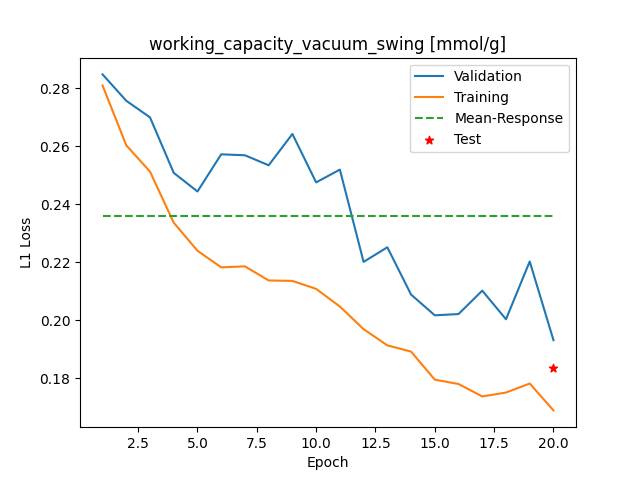 working_capacity_vacuum_swing [mmol/g]
Validation
Training
Mean-Response
Test
L1 Loss
0.28
0.26
0.24
0.22
0.20
0.18
2.5 5.0 7.5 10.0 12.5 15.0 17.5 20.0
Epoch